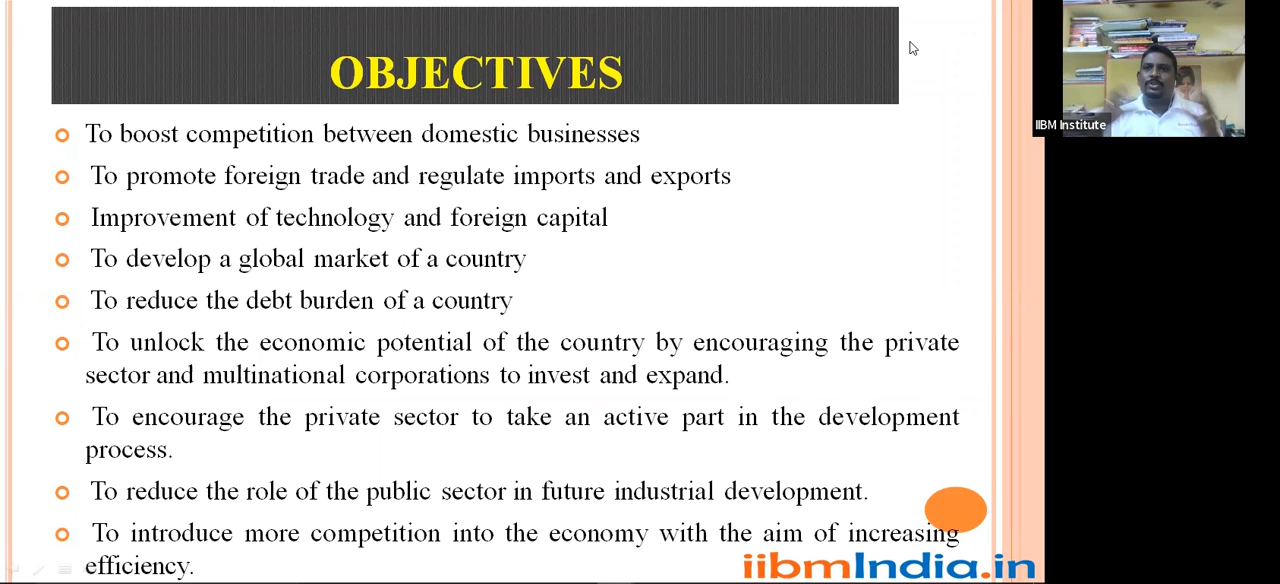 OBJECTIVES
IIBM Institute
To boost competition between domestic businesses
To promote foreign trade and regulate imports and exports
Improvement of technology and foreign capital
To develop a global market of a country
To reduce the debt burden of a country
To unlock the economic potential of the country by encouraging the private
sector and multinational corporations to invest and expand.
To encourage the private sector to take an active part in the development
process.
To reduce the role of the public sector in future industrial development.
To introduce more competition into the economy with the aim of increasing
efficiency.
iibmIndia.in